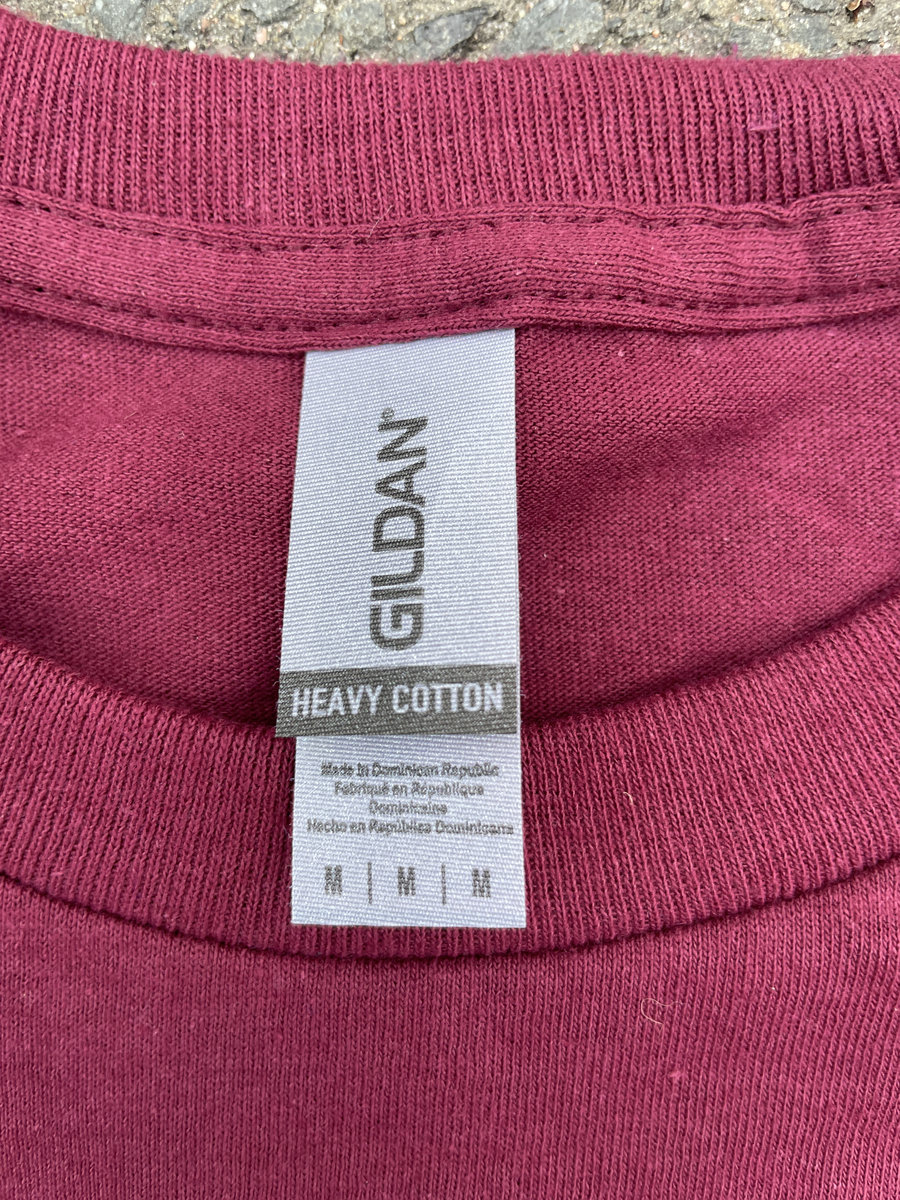 GILDAN®
HEAVY COTTON
Made in Dominican Republic
Fabriqué en République
Dominicaine
Hecho en República Dominicana
M | M | M